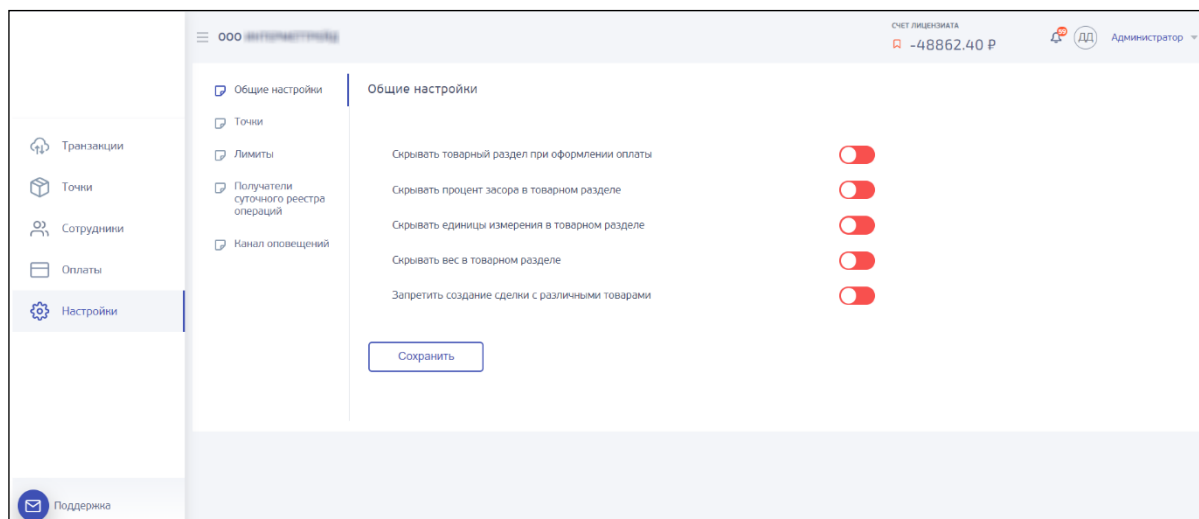 ООО
СЧЕТ ЛИЦЕНЗИАТА
-48862.40 ₽
ДД
Администратор
Транзакции
Точки
Сотрудники
Оплаты
Настройки
Поддержка
Общие настройки
Точки
Лимиты
Получатели
суточного реестра
операций
Канал оповещений
Общие настройки
Скрывать товарный раздел при оформлении оплаты
Скрывать процент засора в товарном разделе
Скрывать единицы измерения в товарном разделе
Скрывать вес в товарном разделе
Запретить создание сделки с различными товарами
Сохранить